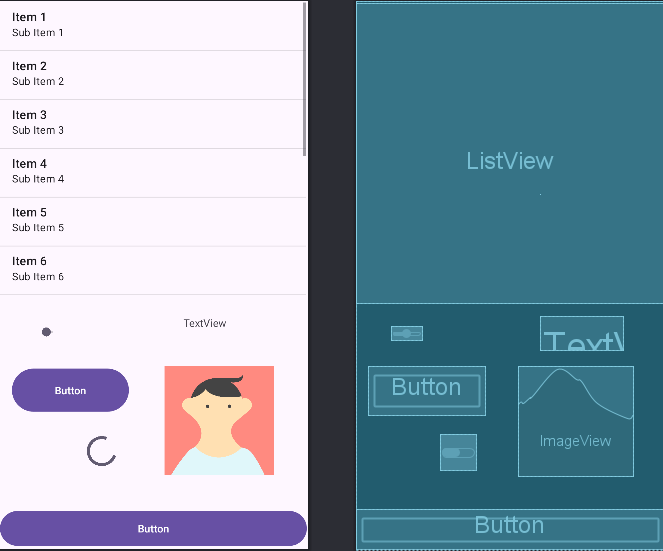 Item 1
Sub Item 1
Item 2
Sub Item 2
Item 3
Sub Item 3
Item 4
Sub Item 4
Item 5
Sub Item 5
Item 6
Sub Item 6
TextView
Button
Button
ListView
Button
ImageView
Button